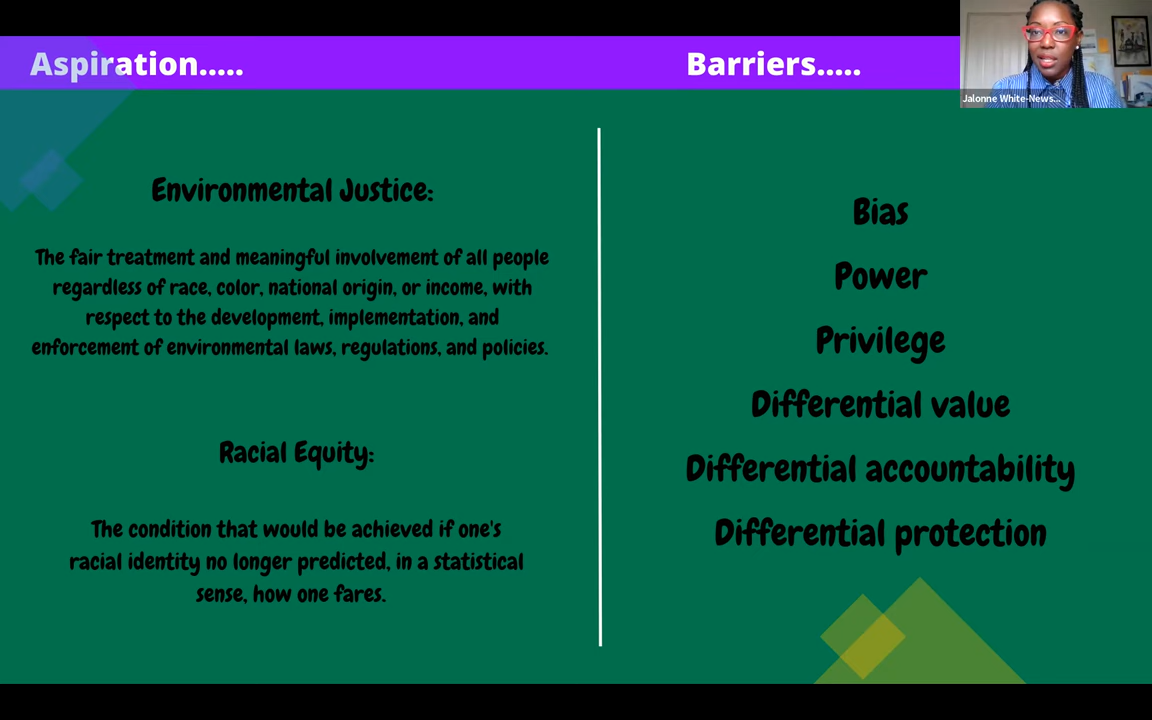 Aspiration.....
Barriers.....
Jalonne White-News...
Environmental Justice:
The fair treatment and meaningful involvement of all people
regardless of race, color, national origin, or income, with
respect to the development, implementation, and
enforcement of environmental laws, regulations, and policies.
Racial Equity:
The condition that would be achieved if one's
racial identity no longer predicted, in a statistical
sense, how one fares.
Bias
Power
Privilege
Differential value
Differential accountability
Differential protection